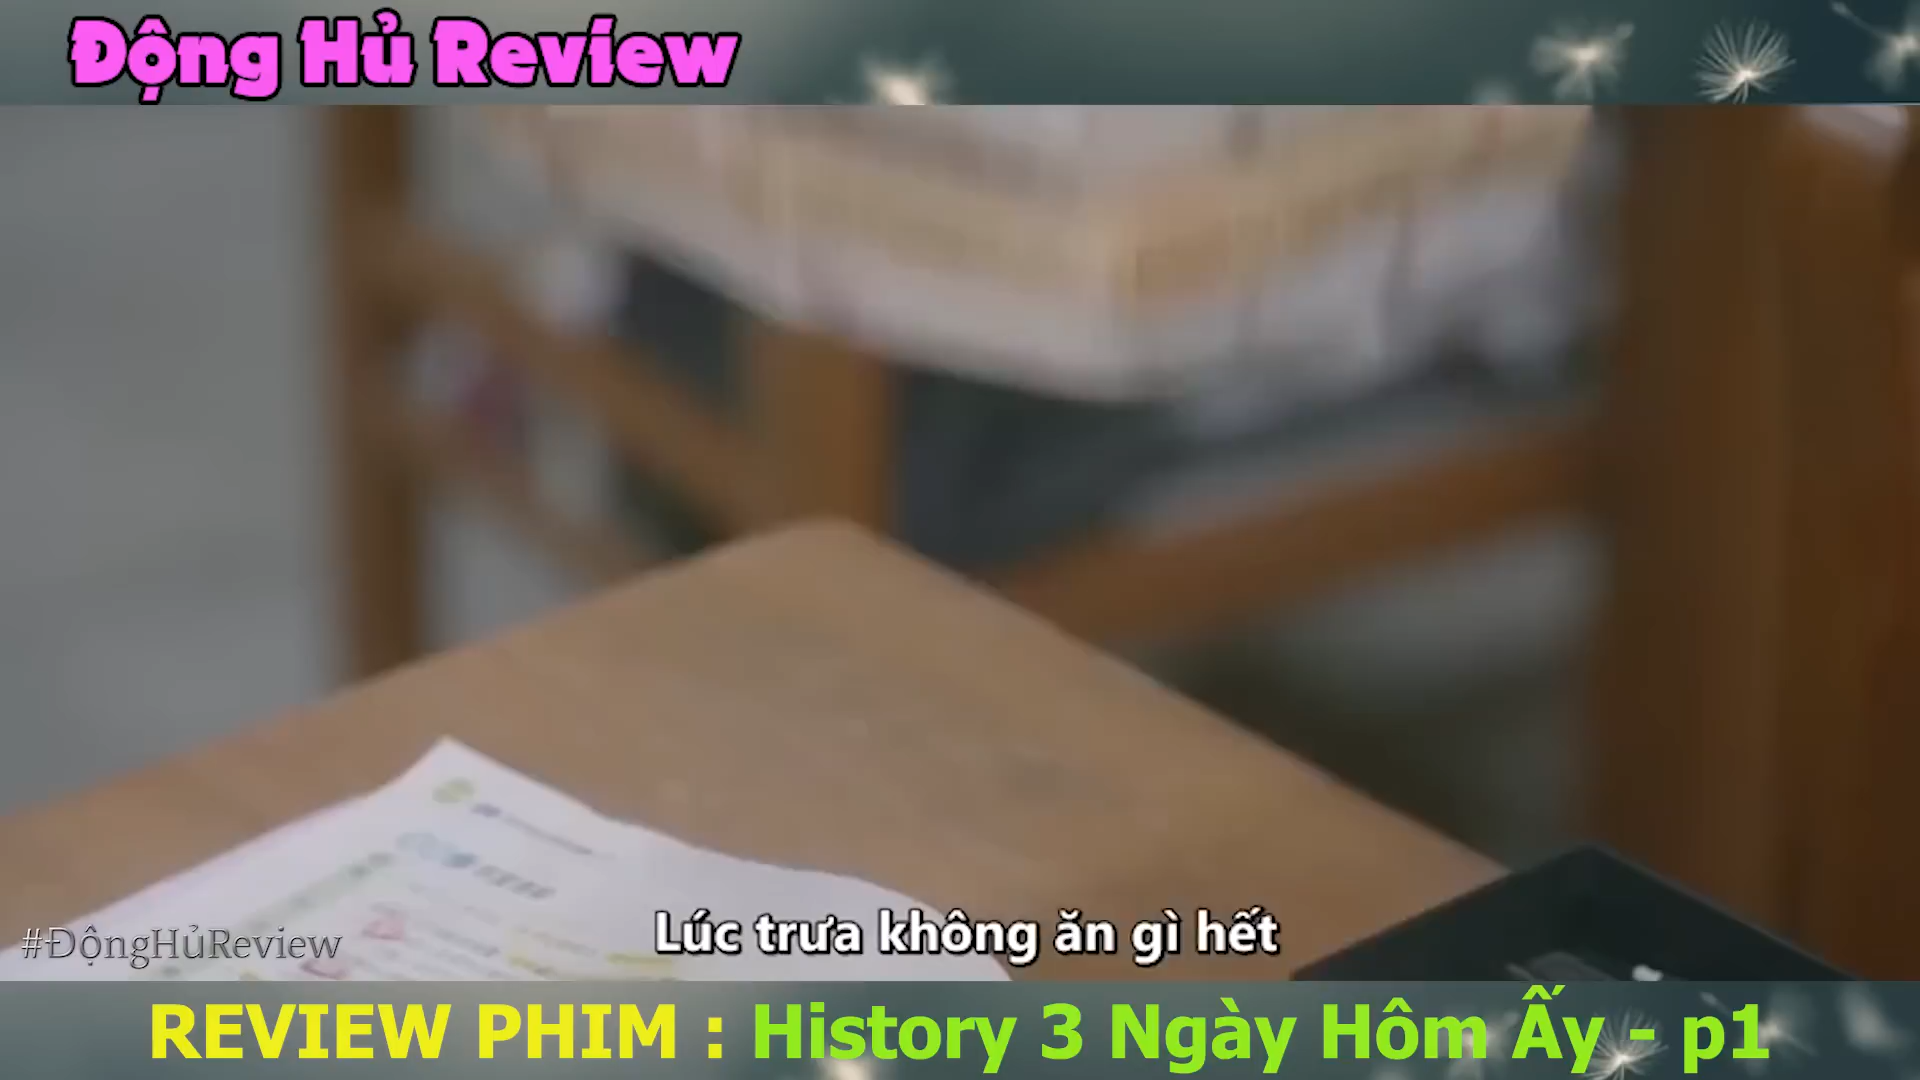 Động Hủ Review
Lúc trưa không ăn gì hết
#ĐộngHủReview
REVIEW PHIM : History 3 Ngày Hôm Ấy - p1